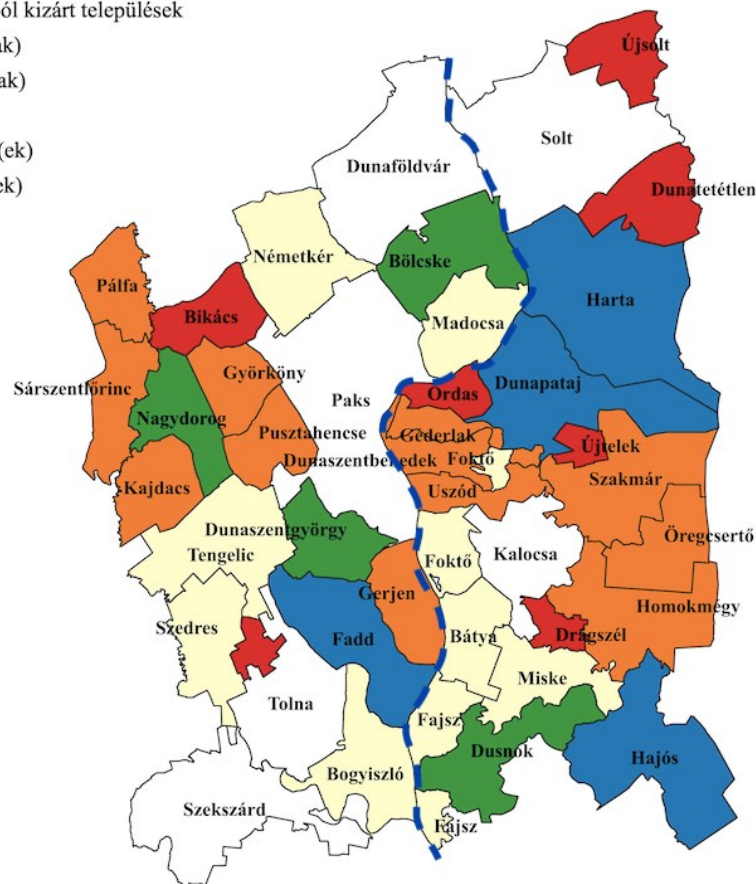 ól kizárt települések
ak)
ak)
(ek)
ek)
Újsolt
Solt
Dunaföldvár
Dunatetétlen
Németkér
Bölcske
Pálfa
Harta
Bikács
Madocsa
Györköny
Dunapataj
Sárszentlőrinc
Ordas
Paks
Nagydorog
Pusztahencse
Géderlak
Újtelek
Dunaszentbenedek
Foktő
Szakmár
Kajdacs
Uszód
Dunaszentgyörgy
Öregcsertő
Tengelic
Foktő
Kalocsa
Gerjen
Homokmégy
Szedres
Fadd
Bátya
Drágszél
Miske
Tolna
Fajsz
Dusnok
Hajós
Bogyiszló
Szekszárd
Fajsz